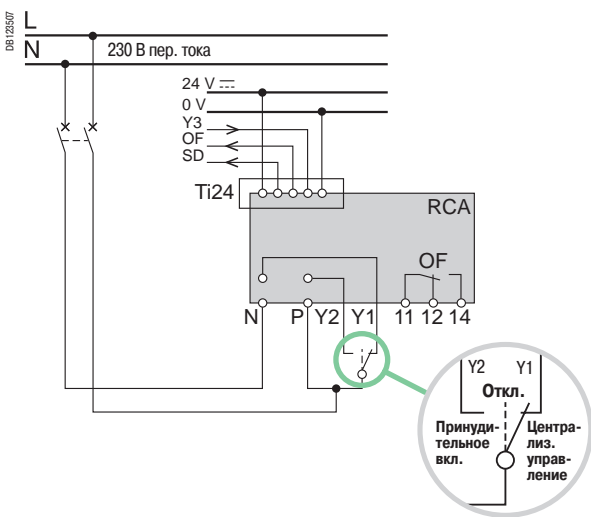 DB123507
L
N
230 В пер. тока
24 V
0 V
Y3
OF
SD
Ti24
RCA
OF
N P Y2 Y1 11 12 14
Y2 Y1
Откл.
Принуди-
тельное
вкл.
Центра-
лиз.
управ-
ление